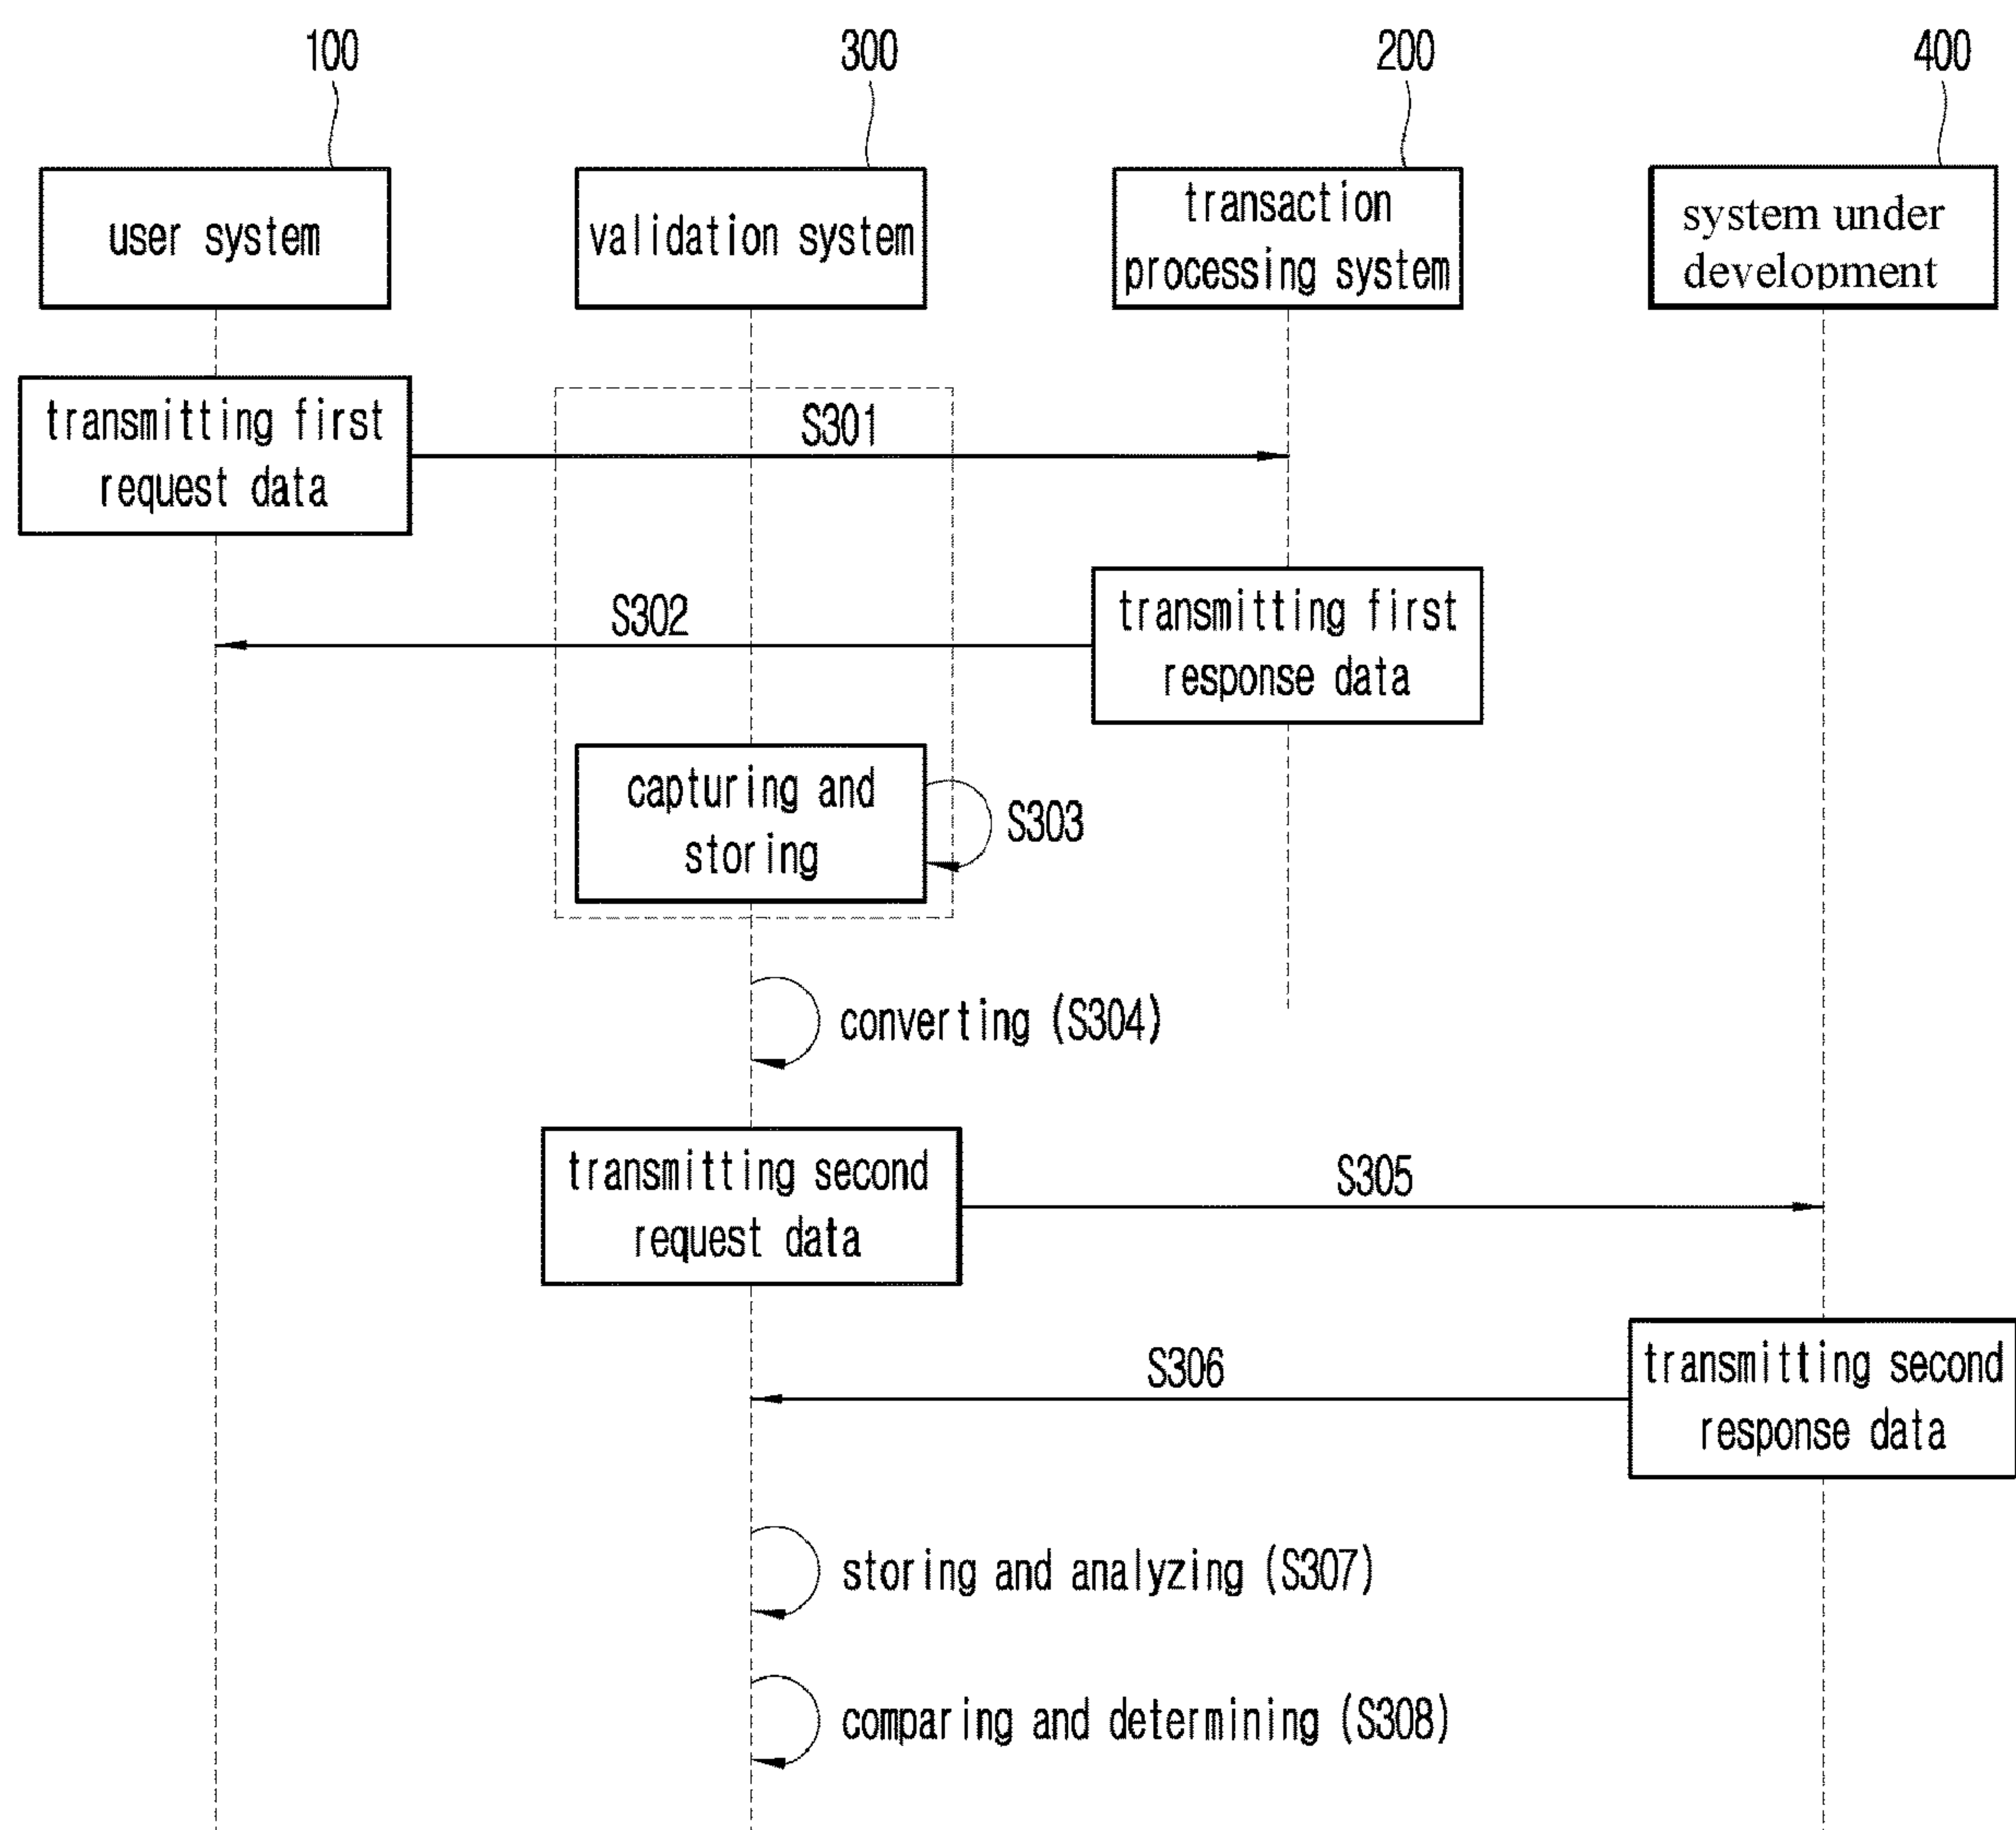 100
300
200
400
user system
validation system
transaction
processing system
system under
development
transmitting first
request data
S301
S302
transmitting first
response data
capturing and
storing
S303
converting (S304)
transmitting second
request data
S305
S306
transmitting second
response data
storing and analyzing (S307)
comparing and determining (S308)